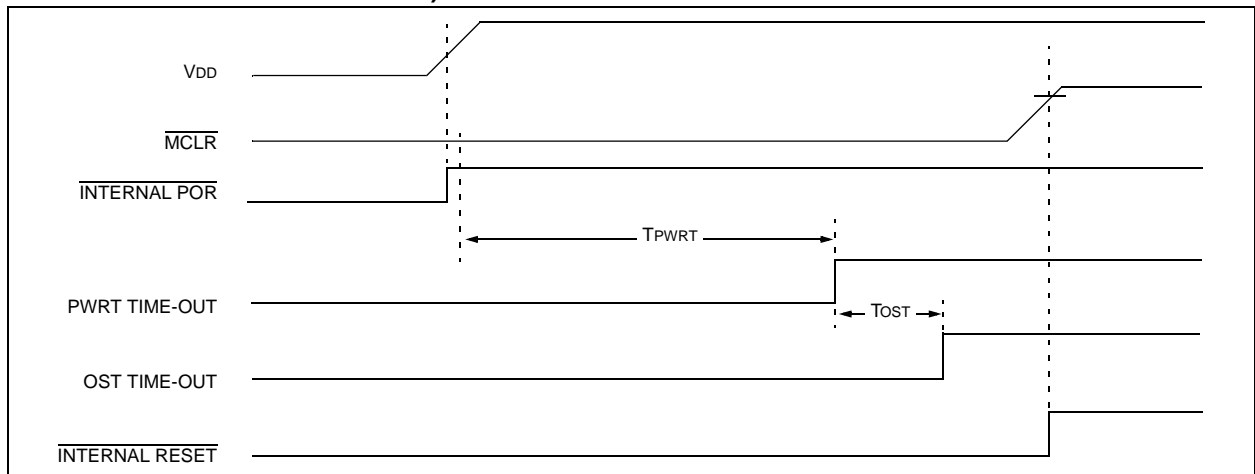 VDD
MCLR
INTERNAL POR
TPWRT
PWRT TIME-OUT
TOST
OST TIME-OUT
INTERNAL RESET